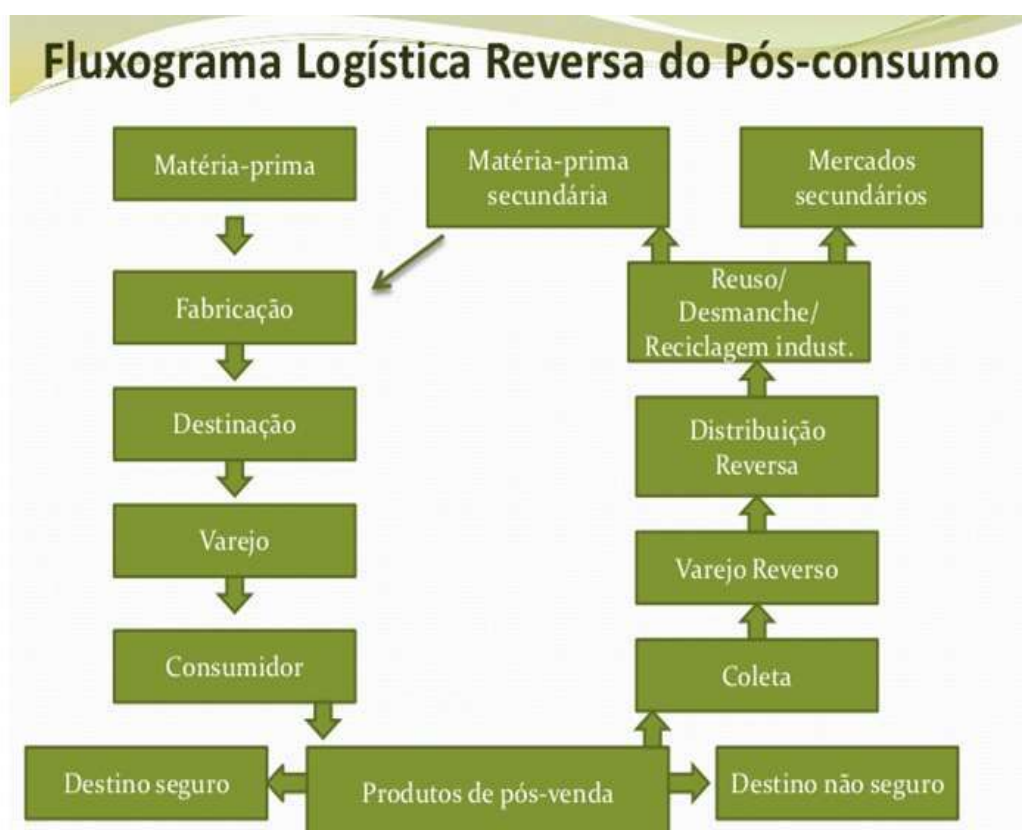 Fluxograma Logística Reversa do Pós-consumo
Matéria-prima
Matéria-prima
secundária
Mercados
secundários
Fabricação
Reuso/
Desmanche/
Reciclagem indust.
Destinação
Distribuição
Reversa
Varejo
Varejo Reverso
Consumidor
Coleta
Destino seguro
Produtos de pós-venda
Destino não seguro